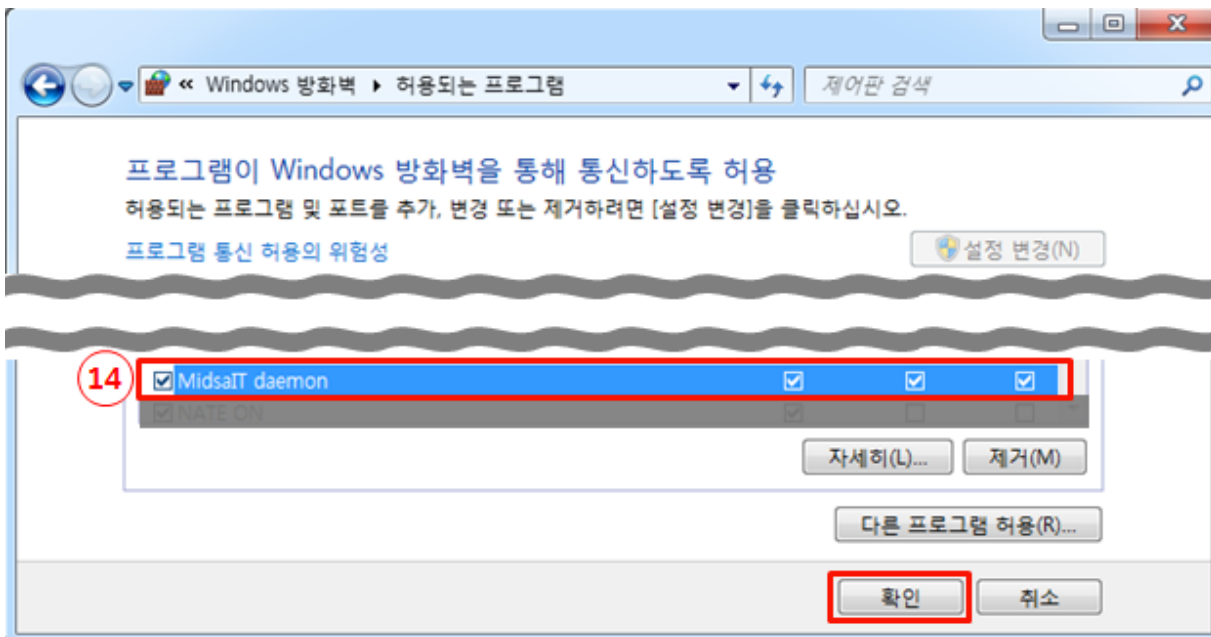 « Windows 방화벽 ▸ 허용되는 프로그램
제어판 검색
프로그램이 Windows 방화벽을 통해 통신하도록 허용
허용되는 프로그램 및 포트를 추가, 변경 또는 제거하려면 [설정 변경]을 클릭하십시오.
프로그램 통신 허용의 위험성
설정 변경(N)
14
MidsaIT daemon
NATE ON
자세히(L)...
제거(M)
다른 프로그램 허용(R)...
확인
취소